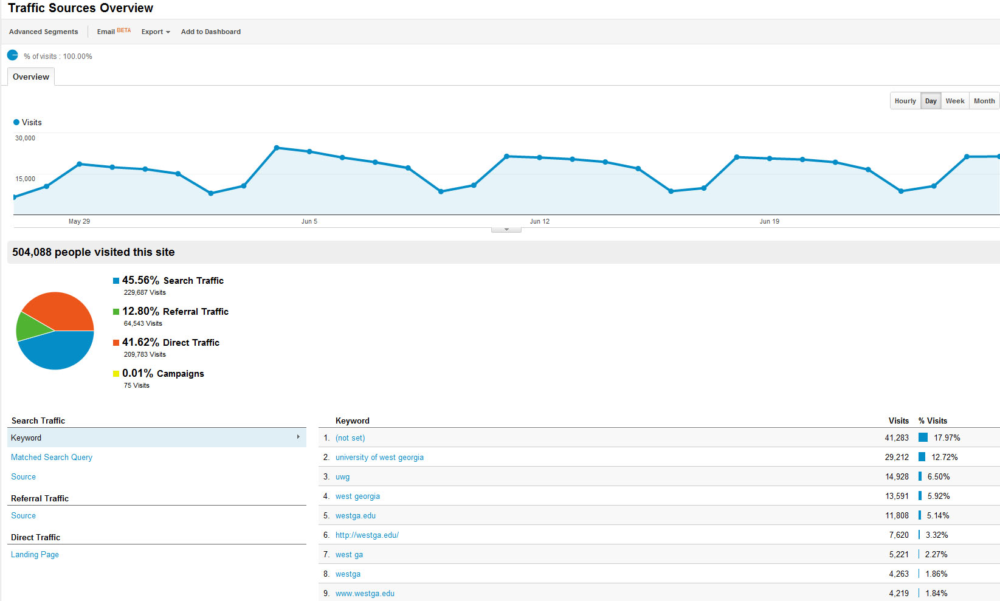 Traffic Sources Overview
Advanced Segments Email BETA Export Add to Dashboard
% of visits : 100.00%
Overview
Hourly Day Week Month
Visits
30,000
15,000
May 29 Jun 5 Jun 12 Jun 19
504,088 people visited this site
45.56% Search Traffic
229,687 Visits
12.80% Referral Traffic
64,543 Visits
41.62% Direct Traffic
209,783 Visits
0.01% Campaigns
75 Visits
Search Traffic
Keyword
Matched Search Query
Source
Referral Traffic
Source
Direct Traffic
Landing Page
Keyword Visits % Visits
1. (not set) 41,283 17.97%
2. university of west georgia 29,212 12.72%
3. uwg 14,928 6.50%
4. west georgia 13,591 5.92%
5. westga.edu 11,808 5.14%
6. http://westga.edu/ 7,620 3.32%
7. west ga 5,221 2.27%
8. westga 4,263 1.86%
9. www.westga.edu 4,219 1.84%